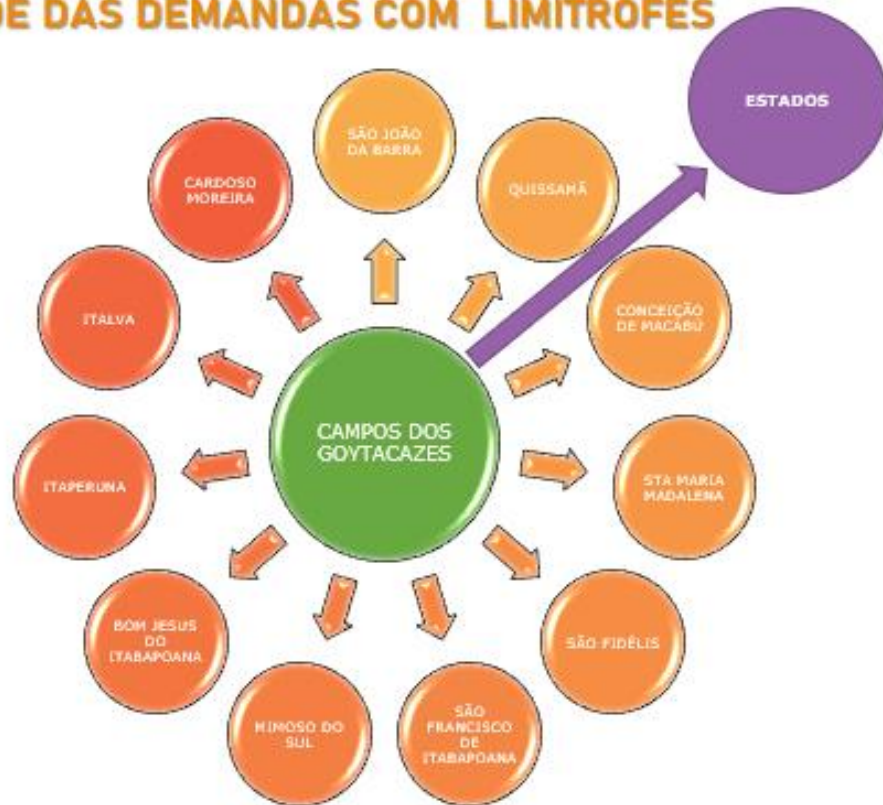 DE DAS DEMANDAS COM LIMITROFES
ESTADOS
SÃO JOÃO
DA BARRA
QUISSAMÃ
CONCEIÇÃO
DE MACABÚ
STA MARIA
MADALENA
SÃO FIDÉLIS
SÃO
FRANCISCO
DE
ITABAPOANA
MIMOSO DO
SUL
BOM JESUS
DO
ITABAPOANA
ITAPERUNA
ITALVA
CARDOSO
MOREIRA
CAMPOS DOS
GOYTACAZES